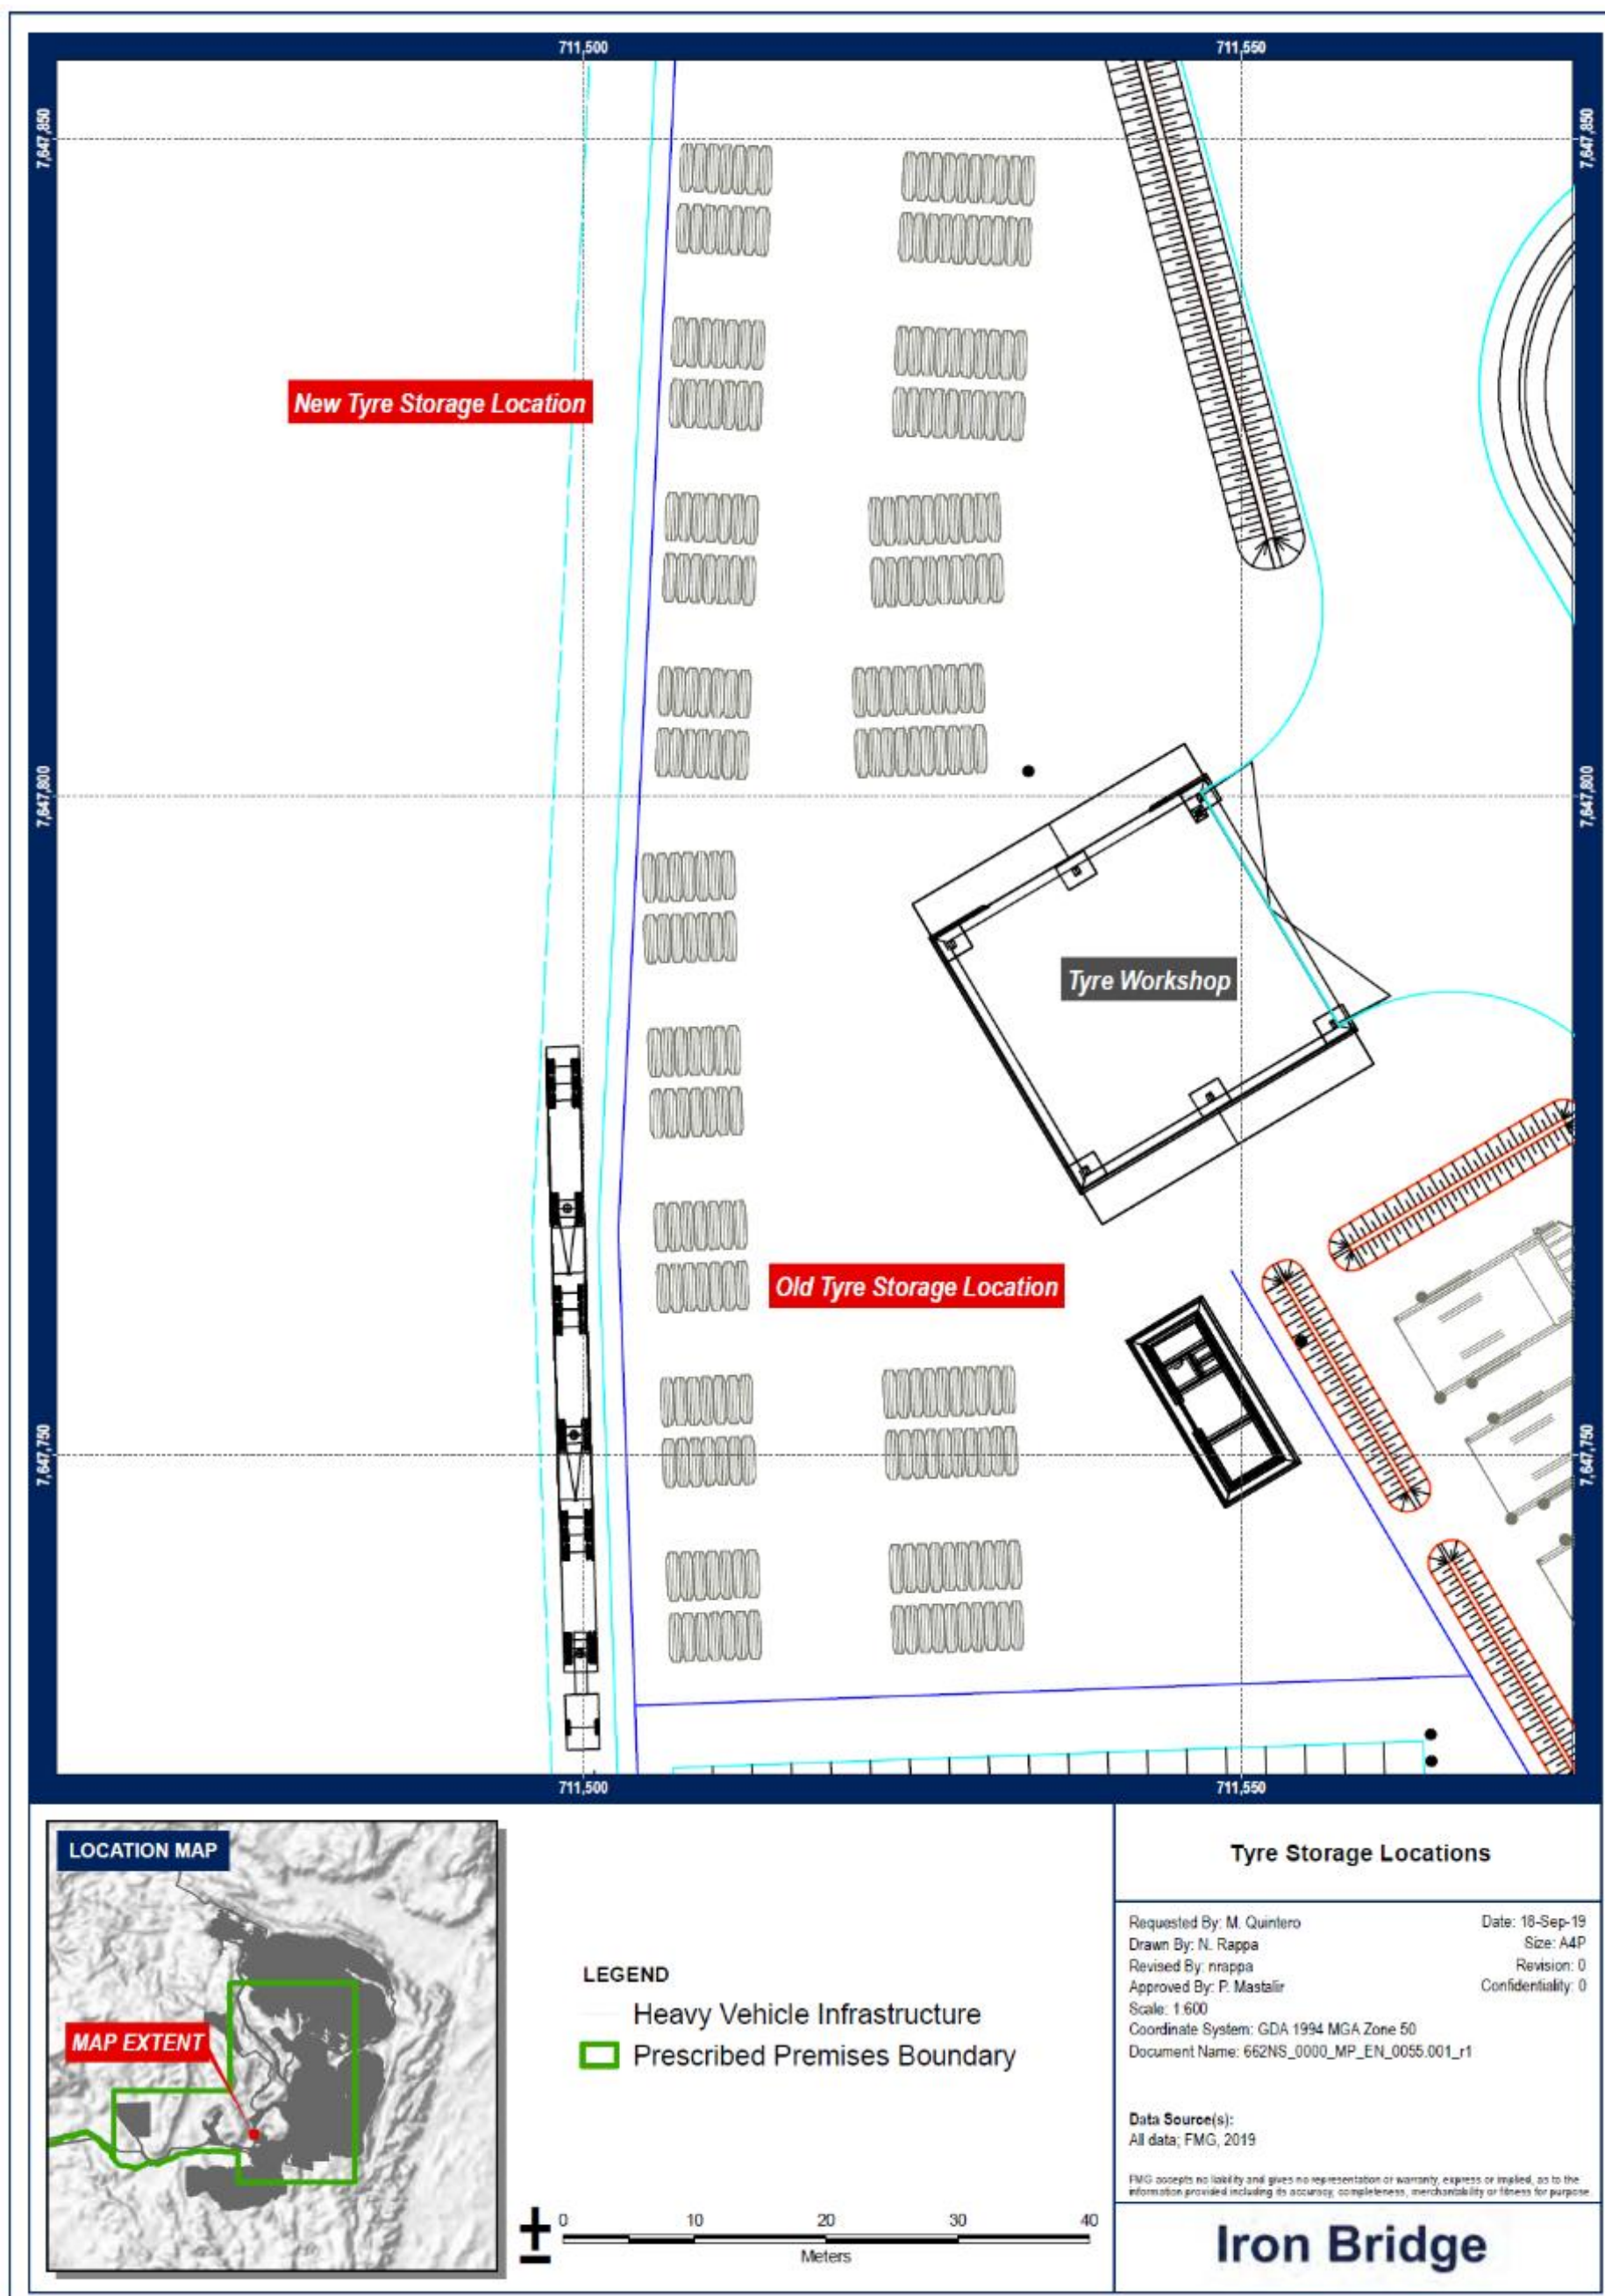 711,500
711,550
7,647,850
7,647,850
New Tyre Storage Location
7,647,800
7,647,800
Tyre Workshop
Old Tyre Storage Location
7,647,750
7,647,750
711,500
711,550
LOCATION MAP
MAP EXTENT
LEGEND
Heavy Vehicle Infrastructure
Prescribed Premises Boundary
0 10 20 30 40
Meters
Tyre Storage Locations
Requested By: M. Quintero Date: 18-Sep-19
Drawn By: N. Rappa Size: A4P
Revised By: nrappa Revision: 0
Approved By: P. Mastalir Confidentiality: 0
Scale: 1:600
Coordinate System: GDA 1994 MGA Zone 50
Document Name: 662NS_0000_MP_EN_0055.001_r1
Data Source(s):
All data; FMG, 2019
FMG accepts no liability and gives no representation or warranty, express or implied, as to the
information provided including its accuracy, completeness, merchantability or fitness for purpose.
Iron Bridge